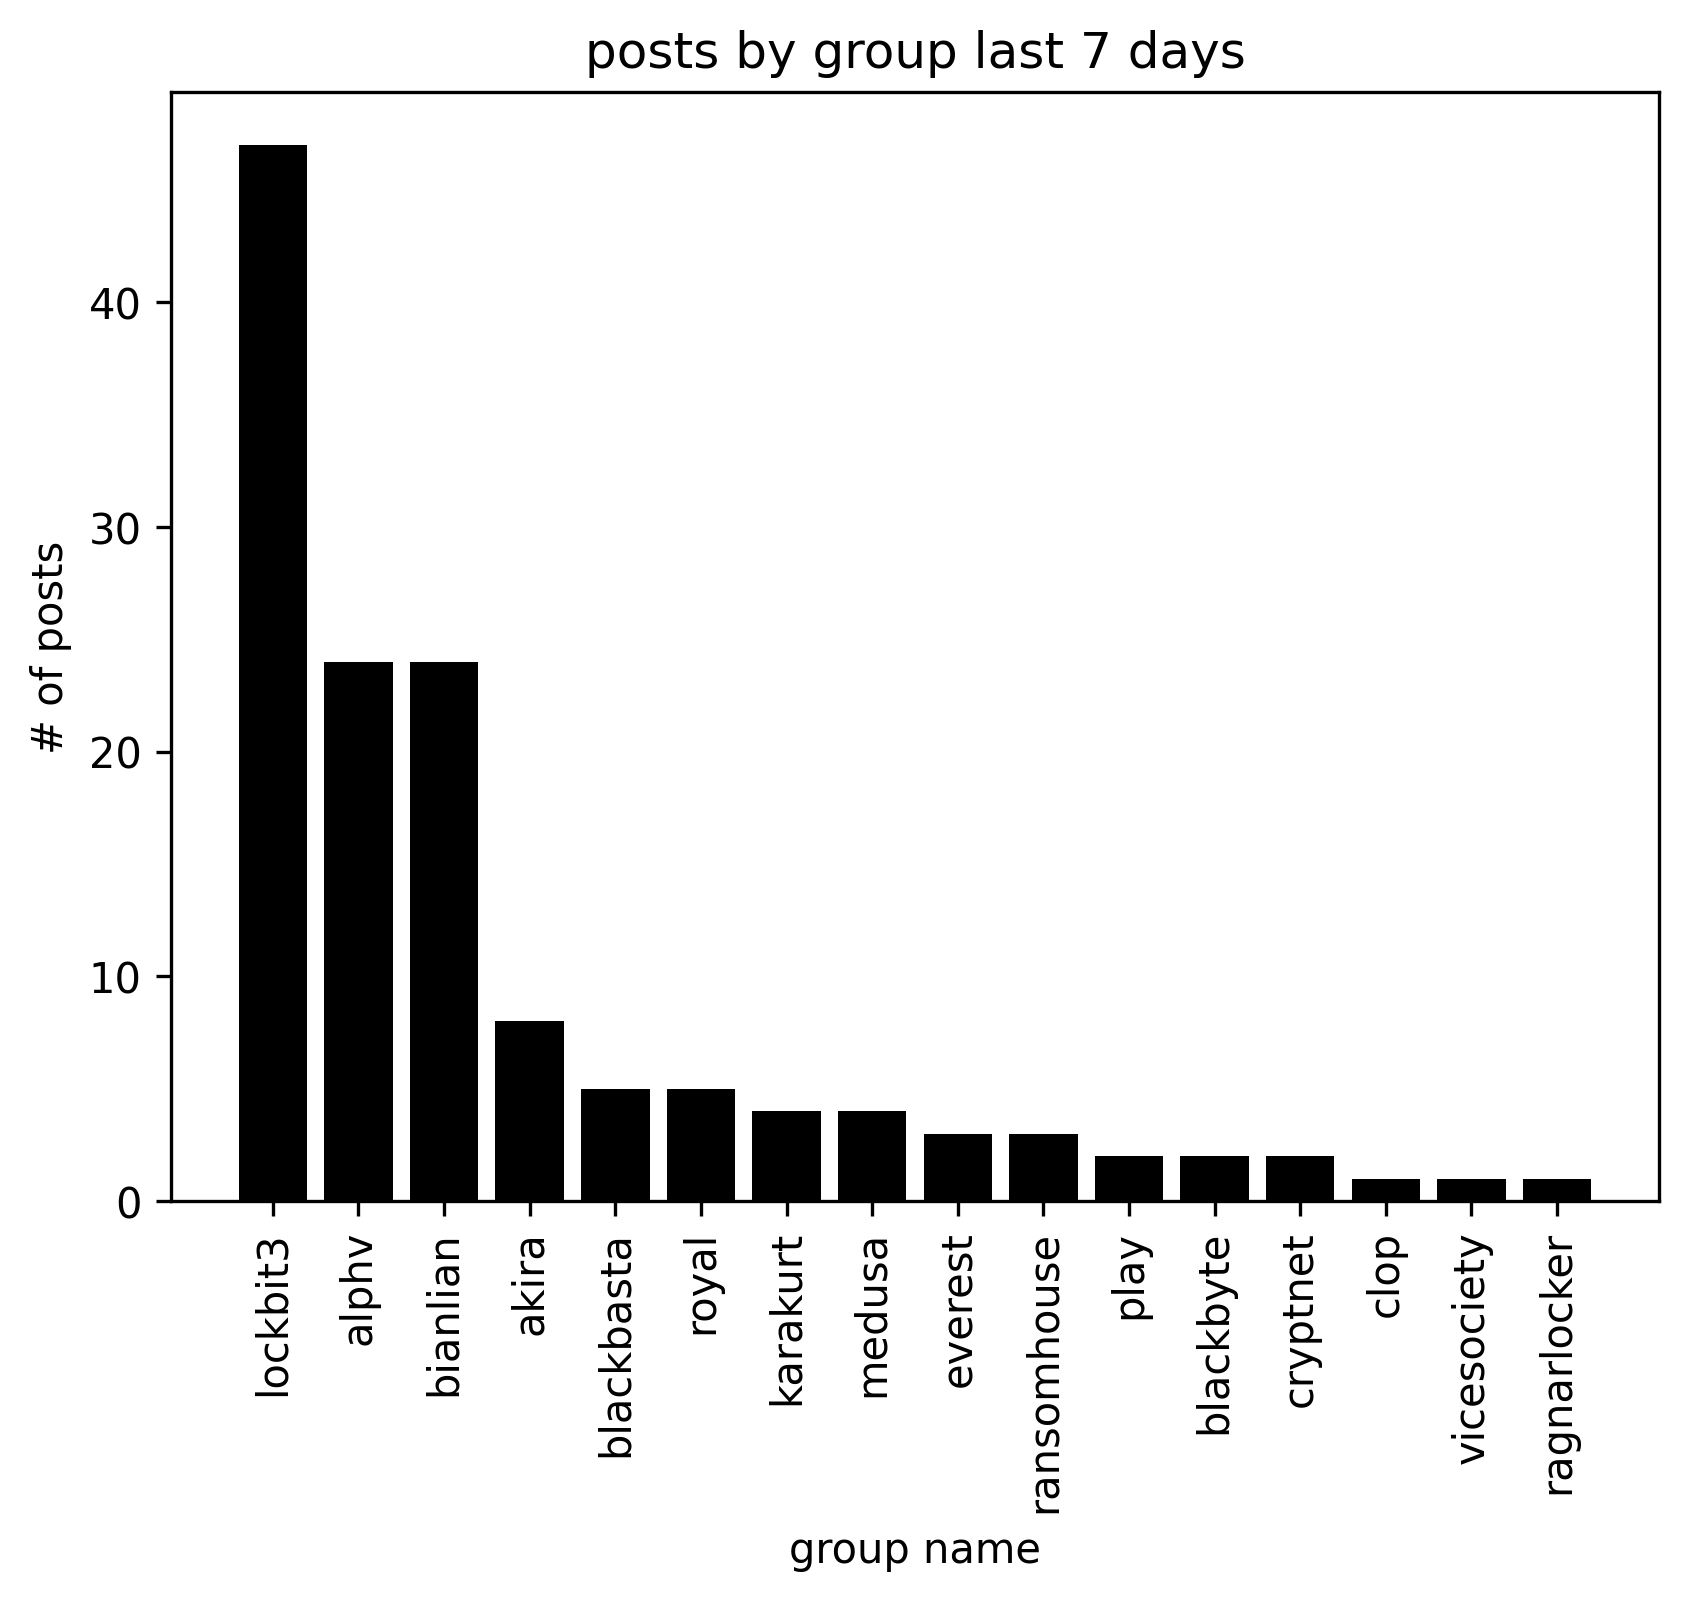 posts by group last 7 days
# of posts
40
30
20
10
0
lockbit3
alphv
bianlian
akira
blackbasta
royal
karakurt
medusa
everest
ransomhouse
play
blackbyte
cryptnet
clop
vicesociety
ragnarlocker
group name